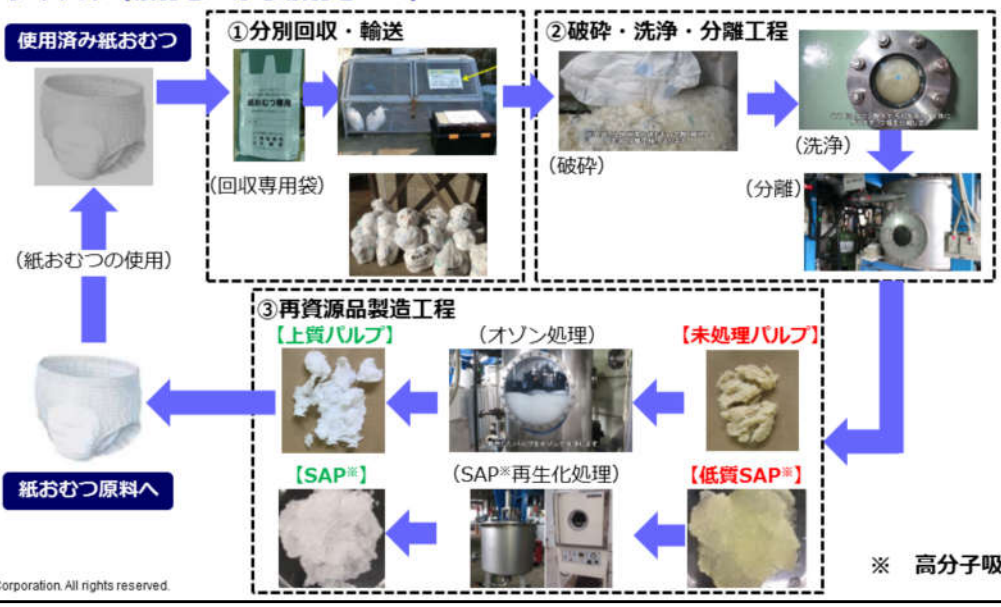 使用済み紙おむつ
①分別回収・輸送
紙おむつ専用
(回収専用袋)
②破砕・洗浄・分離工程
(破砕)
(洗浄)
(分離)
(紙おむつの使用)
③再資源品製造工程
【上質パルプ】
(オゾン処理)
【未処理パルプ】
【SAP※】
(SAP※再生化処理)
【低質SAP※】
紙おむつ原料へ
※ 高分子吸
Corporation. All rights reserved.